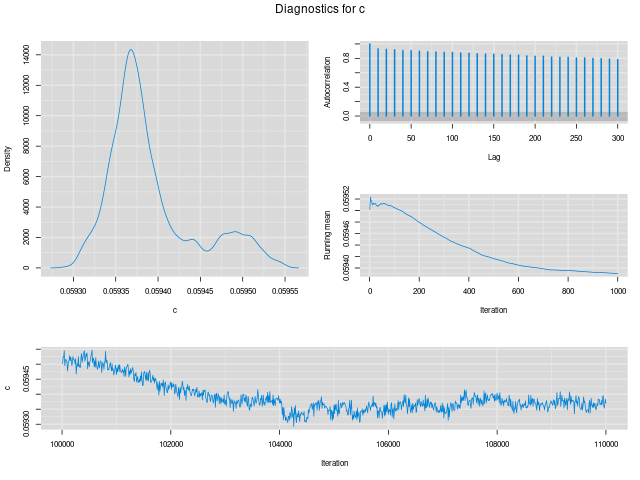 Diagnostics for c
Density
0 2000 4000 6000 8000 10000 12000 14000
0.05930 0.05935 0.05940 0.05945 0.05950 0.05955
c
Autocorrelation
0.0 0.4 0.8
0 50 100 150 200 250 300
Lag
Running mean
0.05940 0.05946 0.05952
0 200 400 600 800 1000
Iteration
c
0.05930 0.05945
100000 102000 104000 106000 108000 110000
Iteration